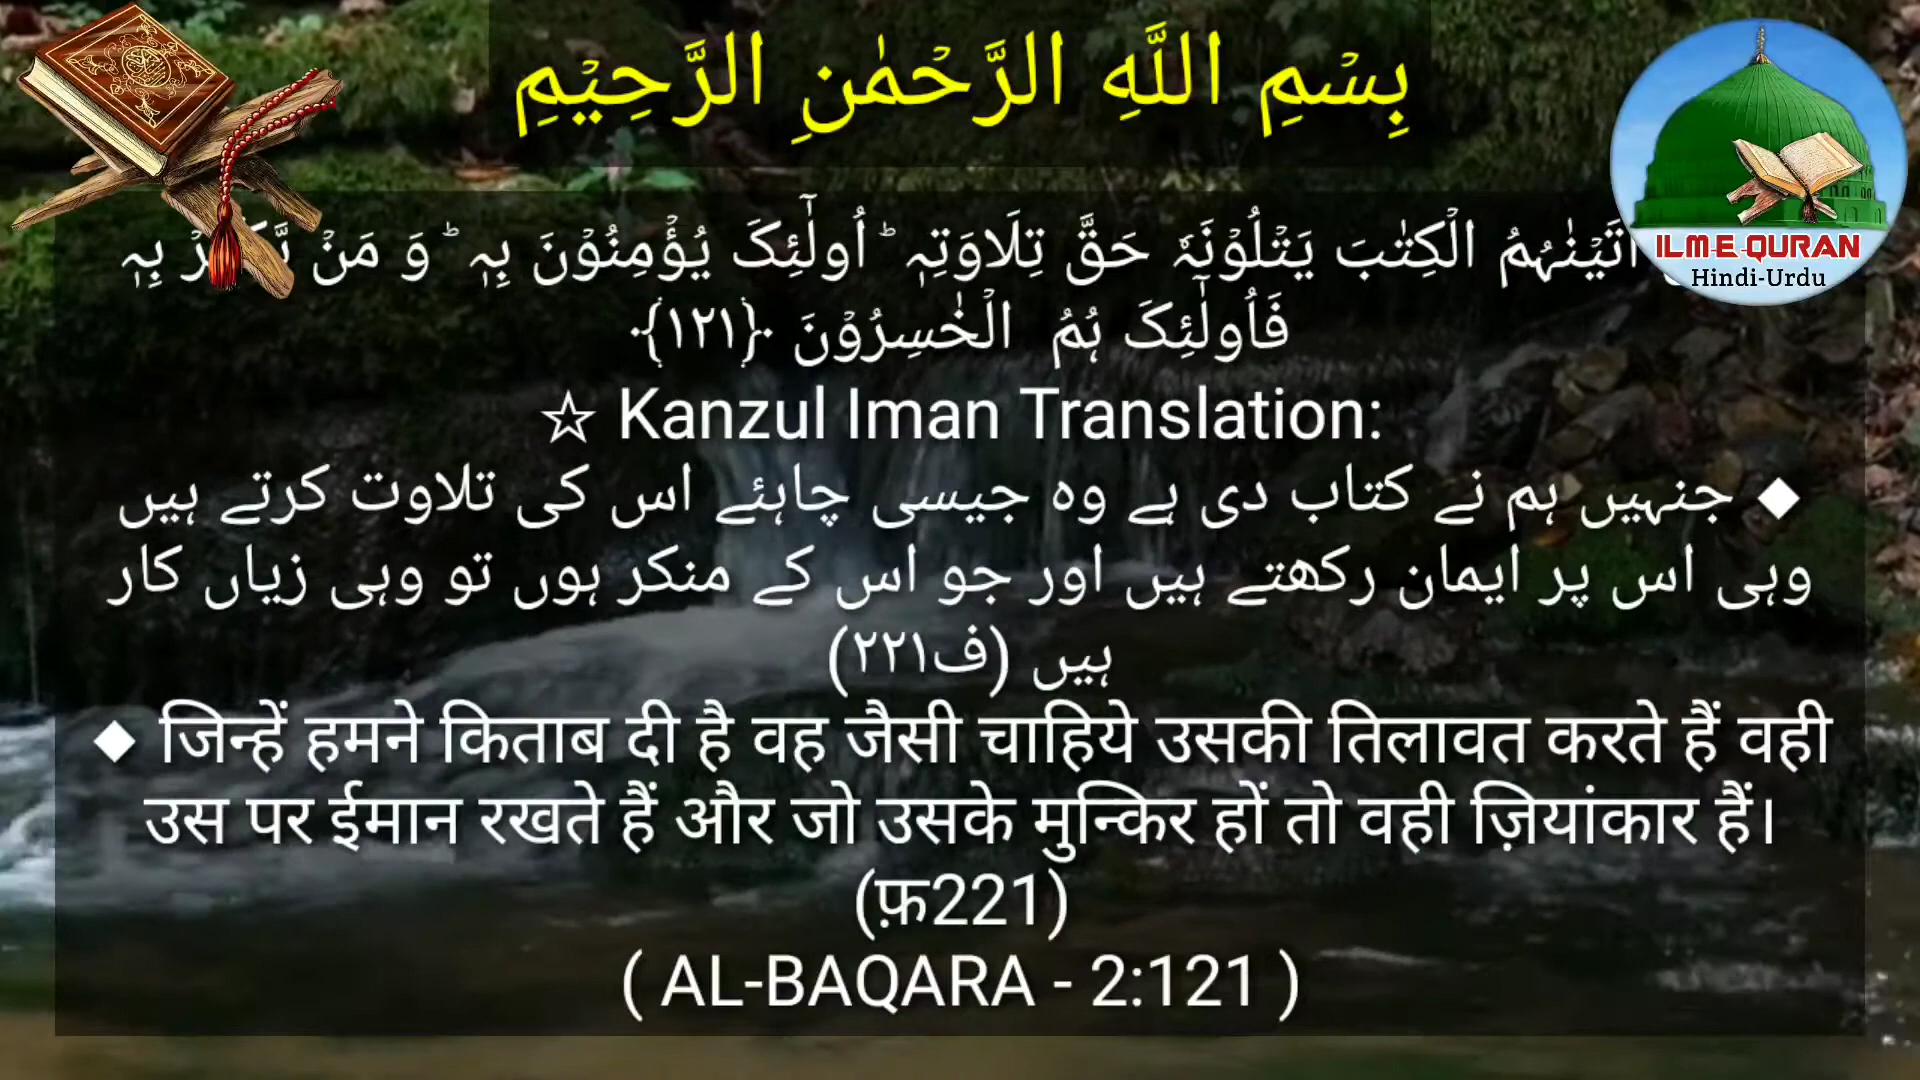 بِسۡمِ اللّٰہِ الرَّحۡمٰنِ الرَّحِیۡمِ
اٰتَیۡنٰہُمُ الۡکِتٰبَ یَتۡلُوۡنَہٗ حَقَّ تِلَاوَتِہٖ ؕ اُولٰٓئِکَ یُؤۡمِنُوۡنَ بِہٖ ؕ وَ مَنۡ بِہٖ
فَاُولٰٓئِکَ ہُمُ الۡخٰسِرُوۡنَ ﴿۱۲۱﴾
☆ Kanzul Iman Translation:
◆ جنہیں ہم نے کتاب دی ہے وہ جیسی چاہئے اس کی تلاوت کرتے ہیں
وہی اس پر ایمان رکھتے ہیں اور جو اس کے منکر ہوں تو وہی زیاں کار
ہیں (ف۲۲۱)
◆ जिन्हें हमने किताब दी है वह जैसी चाहिये उसकी तिलावत करते हैं वही
उस पर ईमान रखते हैं और जो उसके मुन्किर हों तो वही ज़ियांकार हैं।
(फ़221)
( AL-BAQARA - 2:121 )
ILM-E-QURAN
Hindi-Urdu